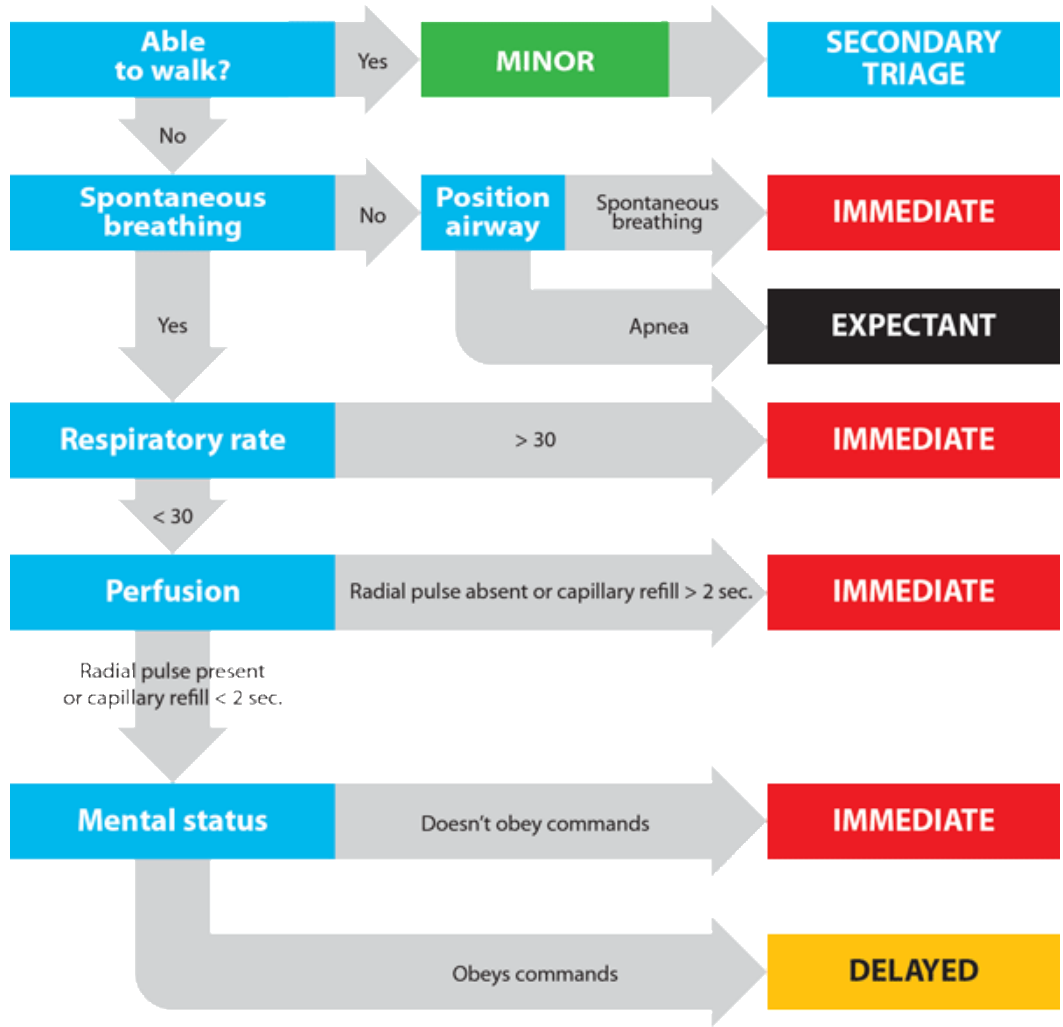 Able
to walk?
Yes
MINOR
SECONDARY
TRIAGE
No
Spontaneous
breathing
No
Position
airway
Spontaneous
breathing
IMMEDIATE
Yes
Apnea
EXPECTANT
Respiratory rate
> 30
IMMEDIATE
< 30
Perfusion
Radial pulse absent or capillary refill > 2 sec.
IMMEDIATE
Radial pulse present
or capillary refill < 2 sec.
Mental status
Doesn't obey commands
IMMEDIATE
Obeys commands
DELAYED